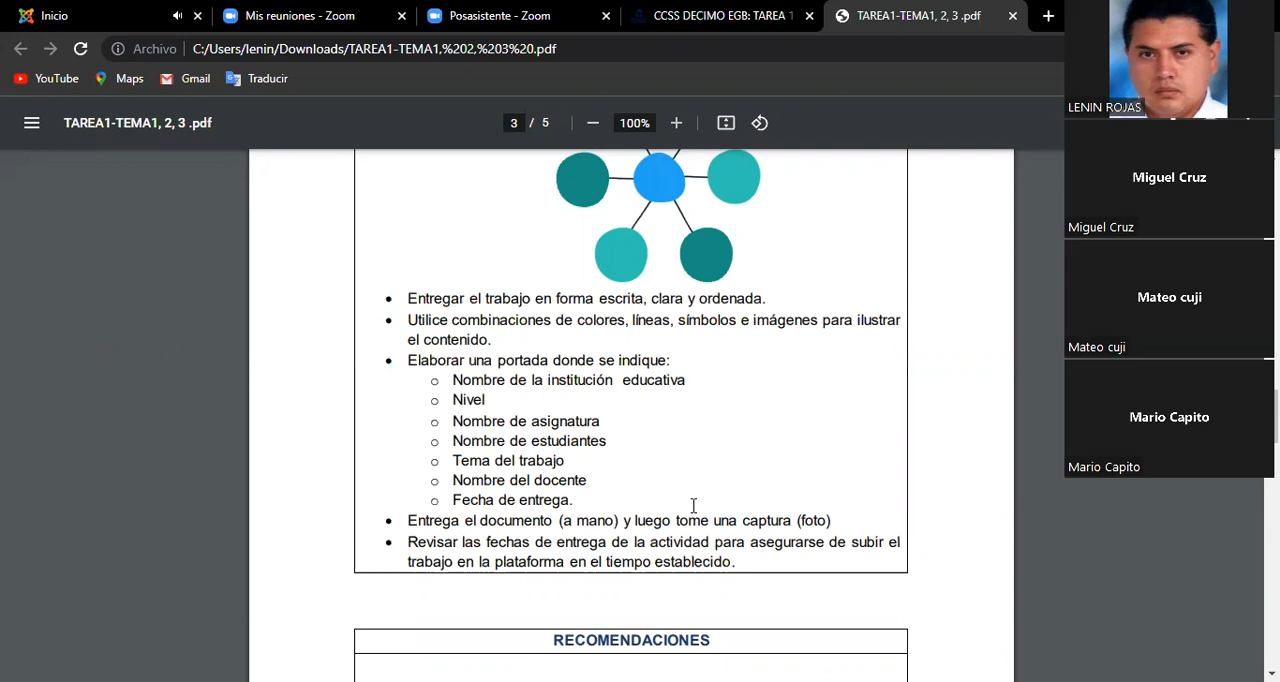 Inicio
Mis reuniones - Zoom
Posasistente - Zoom
CCSS DECIMO EGB: TAREA 1
TAREA1-TEMA1, 2, 3 .pdf
Archivo
C:/Users/lenin/Downloads/TAREA1-TEMA1,%202,%203%20.pdf
YouTube
Maps
Gmail
Traducir
TAREA1-TEMA1, 2, 3 .pdf
3 / 5
100%
• Entregar el trabajo en forma escrita, clara y ordenada.
• Utilice combinaciones de colores, líneas, símbolos e imágenes para ilustrar
el contenido.
• Elaborar una portada donde se indique:
o Nombre de la institución educativa
o Nivel
o Nombre de asignatura
o Nombre de estudiantes
o Tema del trabajo
o Nombre del docente
o Fecha de entrega.
• Entrega el documento (a mano) y luego tome una captura (foto)
• Revisar las fechas de entrega de la actividad para asegurarse de subir el
trabajo en la plataforma en el tiempo establecido.
RECOMENDACIONES
LENIN ROJAS
Miguel Cruz
Miguel Cruz
Mateo cuji
Mateo cuji
Mario Capito
Mario Capito